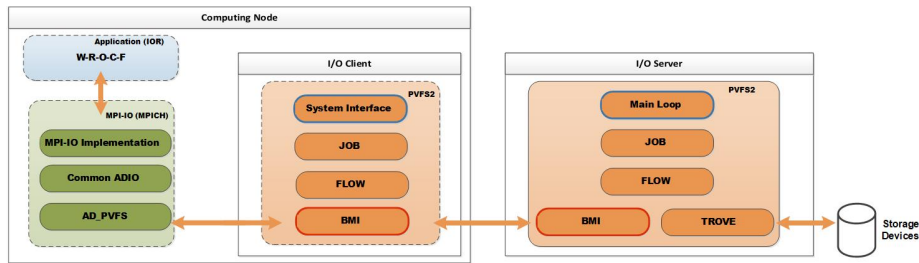 Computing Node
Application (IOR)
W-R-O-C-F
MPI-IO (MPICH)
MPI-IO Implementation
Common ADIO
AD_PVFS
I/O Client
PVFS2
System Interface
JOB
FLOW
BMI
I/O Server
PVFS2
Main Loop
JOB
FLOW
BMI
TROVE
Storage
Devices